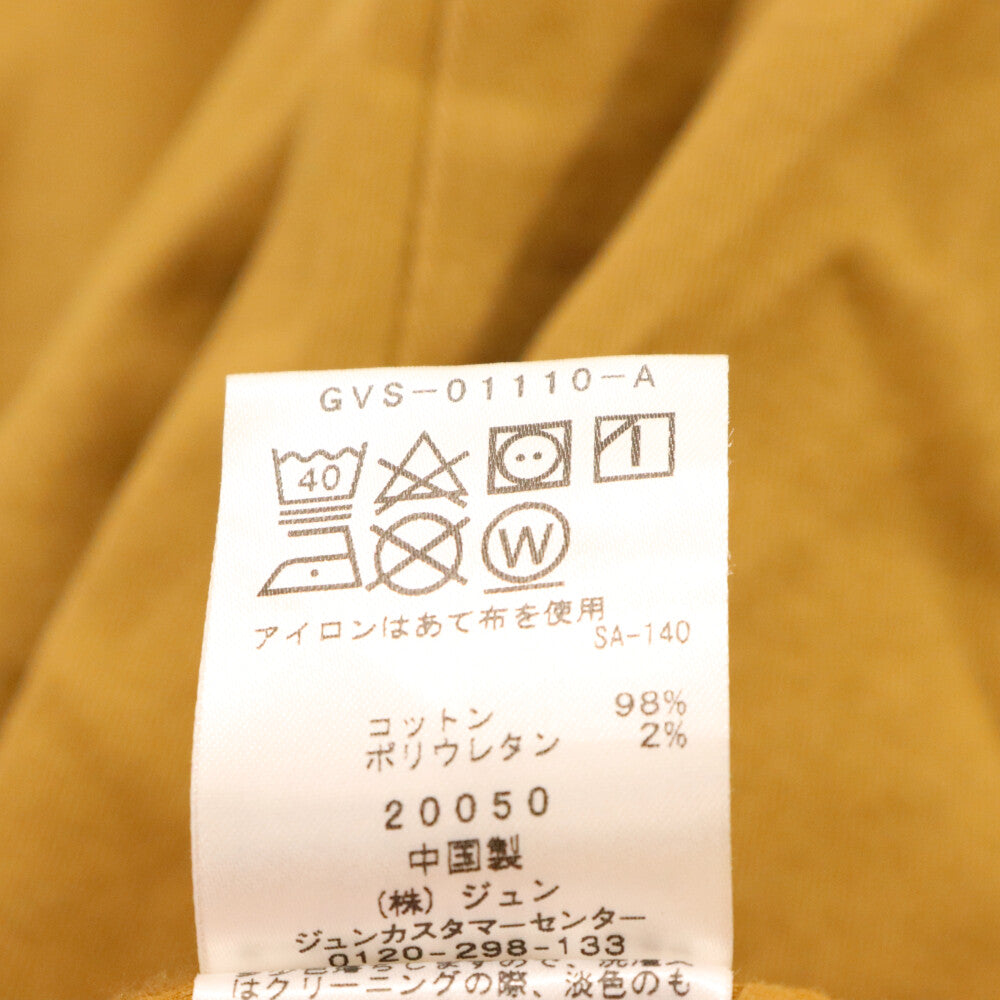 GVS-01110-A
40
W
アイロンはあて布を使用
SA-140
コットン 98%
ポリウレタン 2%
20050
中国製
(株) ジュン
ジュンカスタマーセンター
0120-298-133
はクリーニングの際、淡色のも